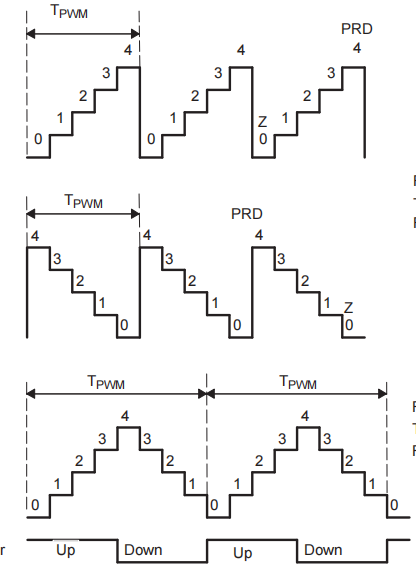 TPWM
PRD
4 4 4
3 3 3
2 2 2
Z
1 1 1
0 0 0
TPWM
PRD
4 4 4
3 3 3
2 2 2
1 1 1 Z
0 0 0
TPWM TPWM
4 4
3 3 3 3
2 2 2 2
1 1 1 1
0 0 0
r Up Down Up Down